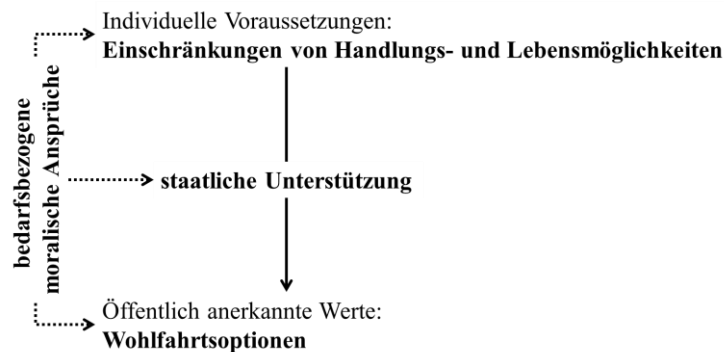 Individuelle Voraussetzungen:
Einschränkungen von Handlungs- und Lebensmöglichkeiten
bedarfsbezogene
moralische Ansprüche
staatliche Unterstützung
Öffentlich anerkannte Werte:
Wohlfahrtsoptionen